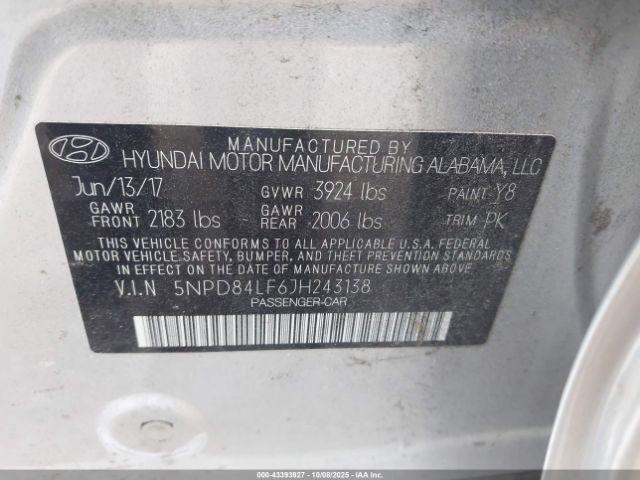 MANUFACTURED BY
HYUNDAI MOTOR MANUFACTURING ALABAMA, LLC
Jun/13/17 GVWR 3924 lbs PAINT Y8
GAWR FRONT 2183 lbs GAWR REAR 2006 lbs TRIM PK
THIS VEHICLE CONFORMS TO ALL APPLICABLE U.S.A. FEDERAL
MOTOR VEHICLE SAFETY, BUMPER, AND THEFT PREVENTION STANDARDS
IN EFFECT ON THE DATE OF MANUFACTURE SHOWN ABOVE.
V.I.N 5NPD84LF6JH243138
PASSENGER-CAR
000-43393927 | 10/08/2025 | IAA, Inc.